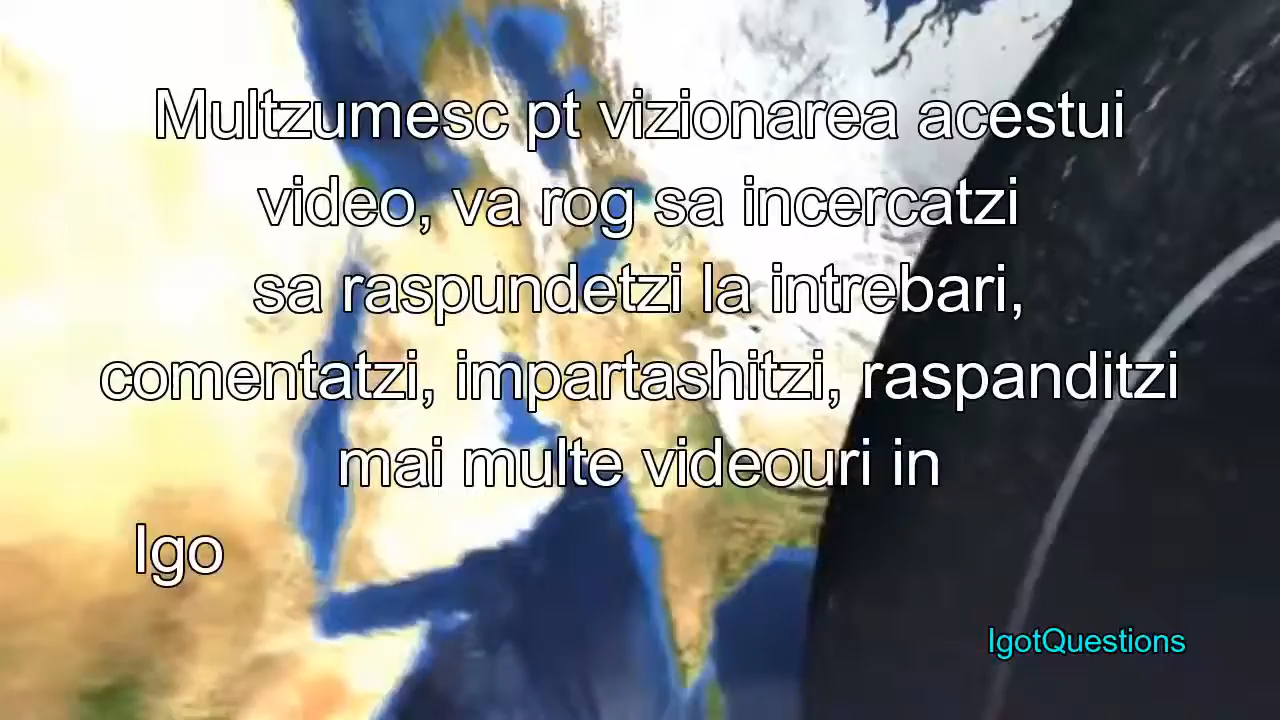 Multzumesc pt vizionarea acestui
video, va rog sa incercatzi
sa raspundetzi la intrebari,
comentatzi, impartashitzi, raspanditzi
mai multe videouri in
Igo
IgotQuestions